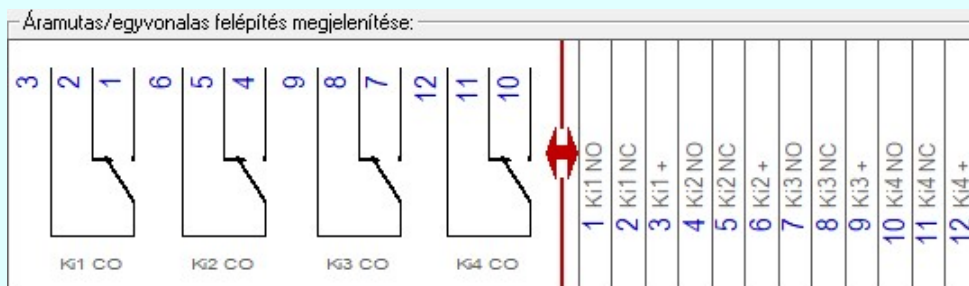 Áramutas/egyvonalas felépítés megjelenítése:
3 2 1 6 5 4 9 8 7 12 11 10
Ki1 CO Ki2 CO Ki3 CO Ki4 CO
1 Ki1 NO
2 Ki1 NC
3 Ki1 +
4 Ki2 NO
5 Ki2 NC
6 Ki2 +
7 Ki3 NO
8 Ki3 NC
9 Ki3 +
10 Ki4 NO
11 Ki4 NC
12 Ki4 +